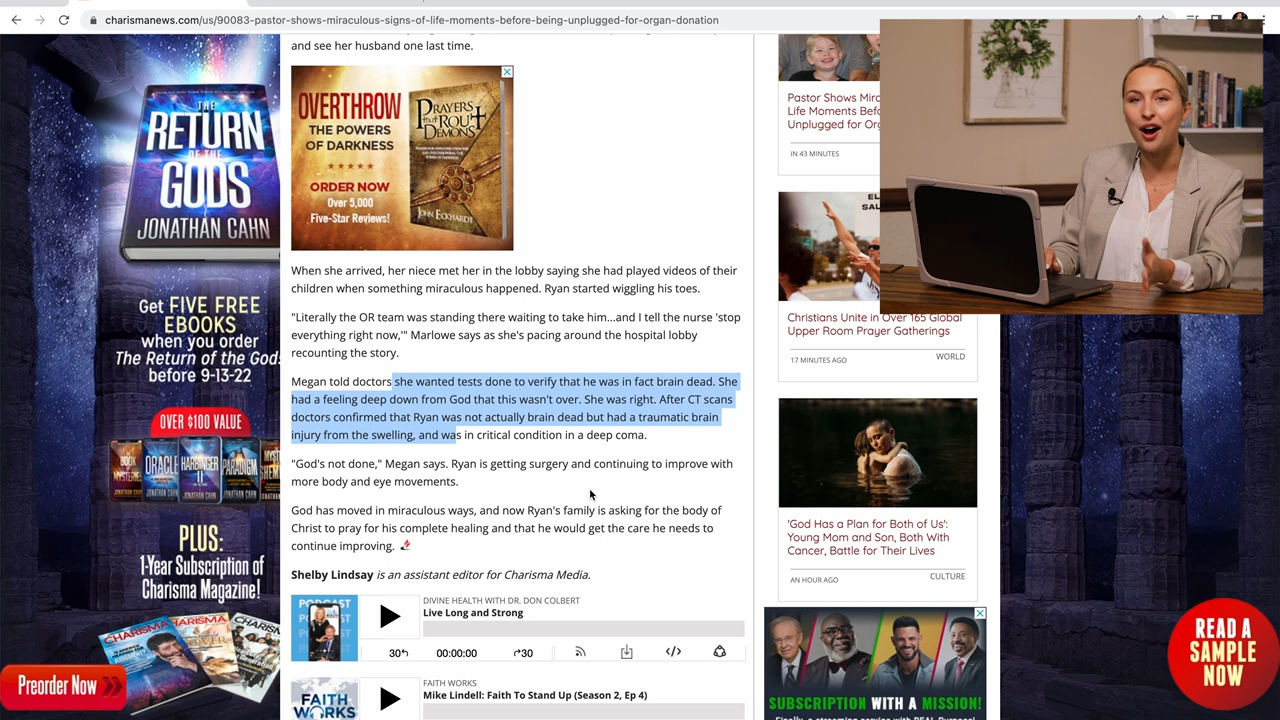 charismanews.com/us/90083-pastor-shows-miraculous-signs-of-life-moments-before-being-unplugged-for-organ-donation
and see her husband one last time.
OVERTHROW
THE POWERS
OF DARKNESS
★★★★★
ORDER NOW
Over 5,000
Five-Star Reviews!
PRAYERS
that ROUT
DEMONS
JOHN ECKHARDT
When she arrived, her niece met her in the lobby saying she had played videos of their
children when something miraculous happened. Ryan started wiggling his toes.
"Literally the OR team was standing there waiting to take him...and I tell the nurse 'stop
everything right now,'" Marlowe says as she's pacing around the hospital lobby
recounting the story.
Megan told doctors she wanted tests done to verify that he was in fact brain dead. She
had a feeling deep down from God that this wasn't over. She was right. After CT scans
doctors confirmed that Ryan was not actually brain dead but had a traumatic brain
injury from the swelling, and was in critical condition in a deep coma.
"God's not done," Megan says. Ryan is getting surgery and continuing to improve with
more body and eye movements.
God has moved in miraculous ways, and now Ryan's family is asking for the body of
Christ to pray for his complete healing and that he would get the care he needs to
continue improving.
Shelby Lindsay is an assistant editor for Charisma Media.
PODCAST
DIVINE HEALTH WITH DR. DON COLBERT
Live Long and Strong
30
00:00:00
30
FAITH
WORKS
FAITH WORKS
Mike Lindell: Faith To Stand Up (Season 2, Ep 4)
THE
RETURN
OF THE
GODS
JONATHAN CAHN
Get FIVE FREE
EBOOKS
when you order
The Return of the Gods
before 9-13-22
OVER $100 VALUE
ORACLE
HARBINGER
II
PARADIGM
PLUS:
1-Year Subscription of
Charisma Magazine!
CHARISMA
Preorder Now
Pastor Shows
Life Moments
Unplugged for
IN 43 MINUTES
Christians Unite in Over 165 Global
Upper Room Prayer Gatherings
17 MINUTES AGO
WORLD
'God Has a Plan for Both of Us':
Young Mom and Son, Both With
Cancer, Battle for Their Lives
AN HOUR AGO
CULTURE
SUBSCRIPTION WITH A MISSION!
READ A
SAMPLE
NOW